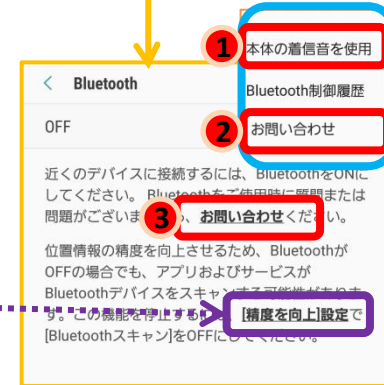 1 本体の着信音を使用
Bluetooth制御履歴
2 お問い合わせ
< Bluetooth
OFF
近くのデバイスに接続するには、BluetoothをONに
してください。 Bluetoothをご使用時に質問または
問題がございま 3 、お問い合わせください。
位置情報の精度を向上させるため、Bluetoothが
OFFの場合でも、アプリおよびサービスが
Bluetoothデバイスをスキャンする可能性がありま
す。この機能を停止するには、[精度を向上]設定で
[Bluetoothスキャン]をOFFにしてください。